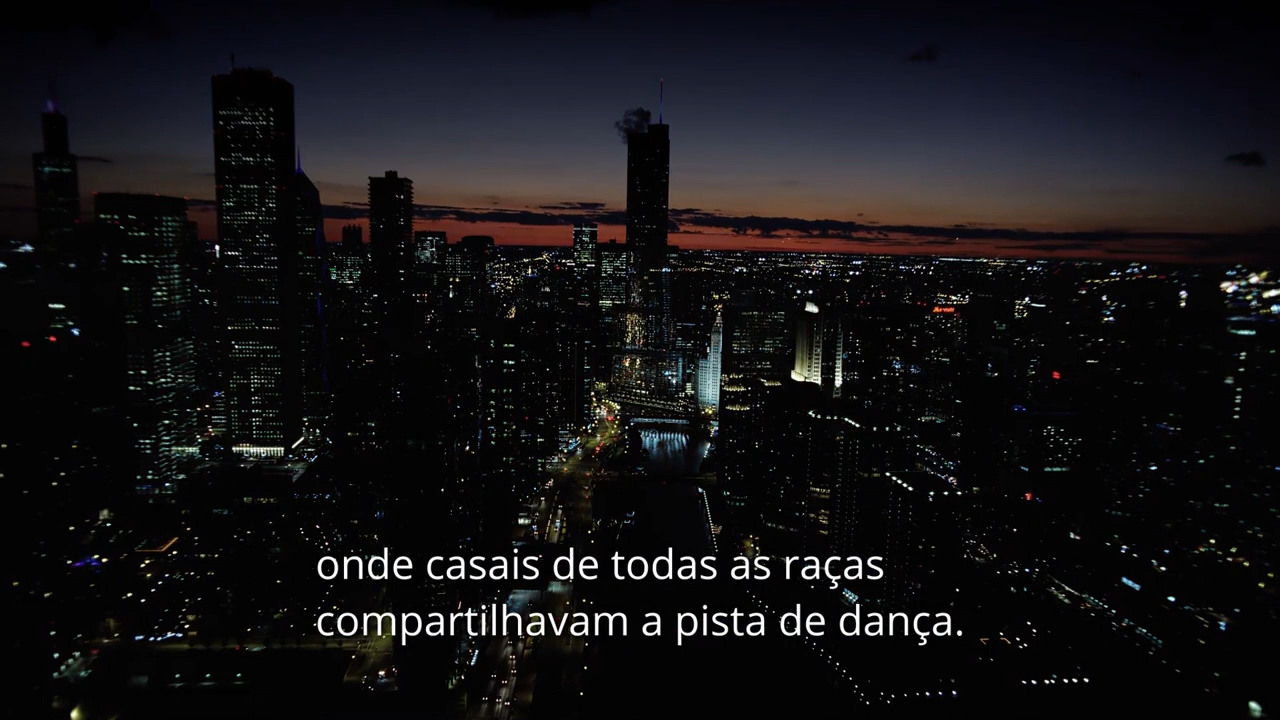 onde casais de todas as raças
compartilhavam a pista de dança.